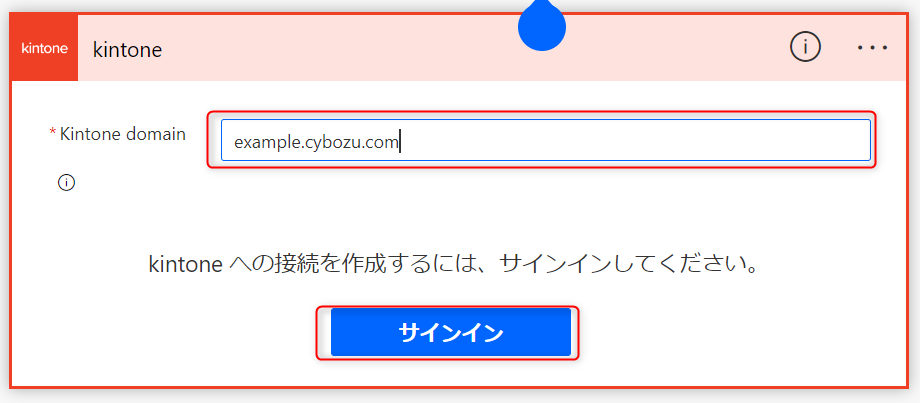 kintone
kintone
* Kintone domain
example.cybozu.com
kintone への接続を作成するには、サインインしてください。
サインイン